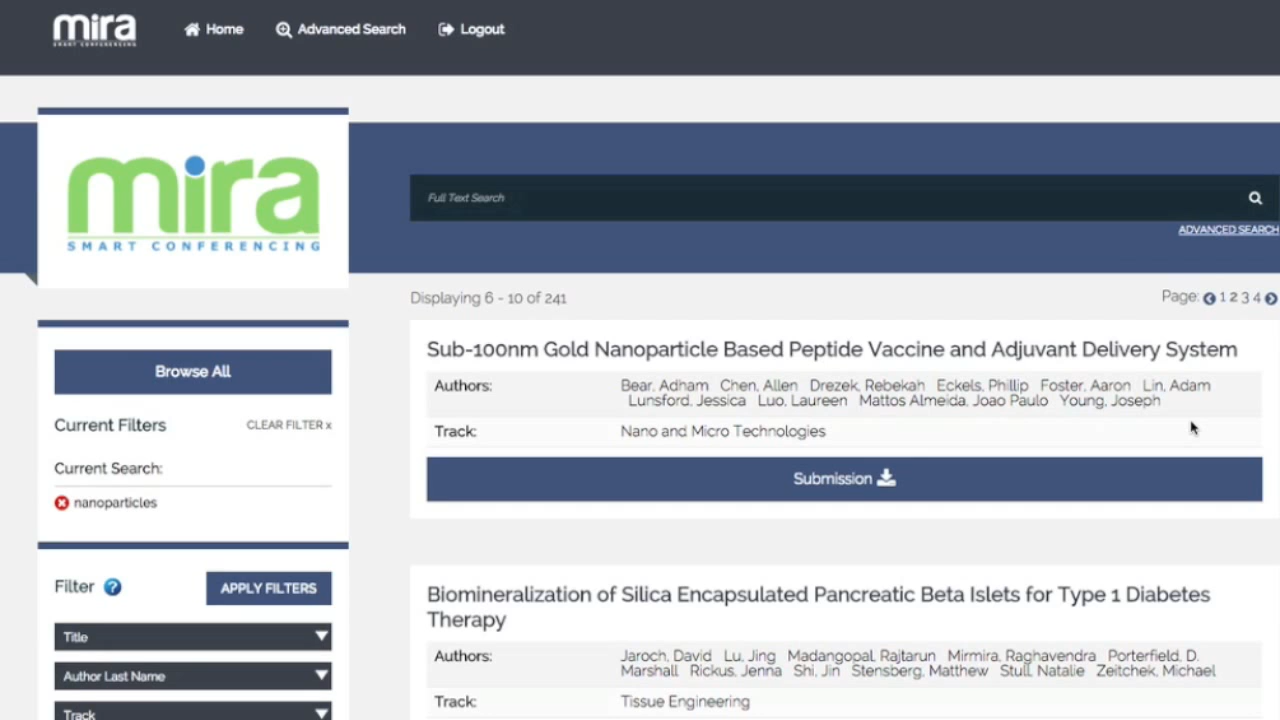 mira
SMART CONFERENCING
Home
Advanced Search
Logout
mira
SMART CONFERENCING
Full Text Search
ADVANCED SEARCH
Displaying 6 - 10 of 241
Page: 1 2 3 4
Browse All
Current Filters
CLEAR FILTER x
Current Search:
nanoparticles
Filter ?
APPLY FILTERS
Title
Author Last Name
Track
Sub-100nm Gold Nanoparticle Based Peptide Vaccine and Adjuvant Delivery System
Authors:
Bear, Adham Chen, Allen Drezek, Rebekah Eckels, Phillip Foster, Aaron Lin, Adam
Lunsford, Jessica Luo, Laureen Mattos Almeida, Joao Paulo Young, Joseph
Track:
Nano and Micro Technologies
Submission
Biomineralization of Silica Encapsulated Pancreatic Beta Islets for Type 1 Diabetes
Therapy
Authors:
Jaroch, David Lu, Jing Madangopal, Rajtarun Mirmira, Raghavendra Porterfield, D.
Marshall Rickus, Jenna Shi, Jin Stensberg, Matthew Stull, Natalie Zeitchek, Michael
Track:
Tissue Engineering